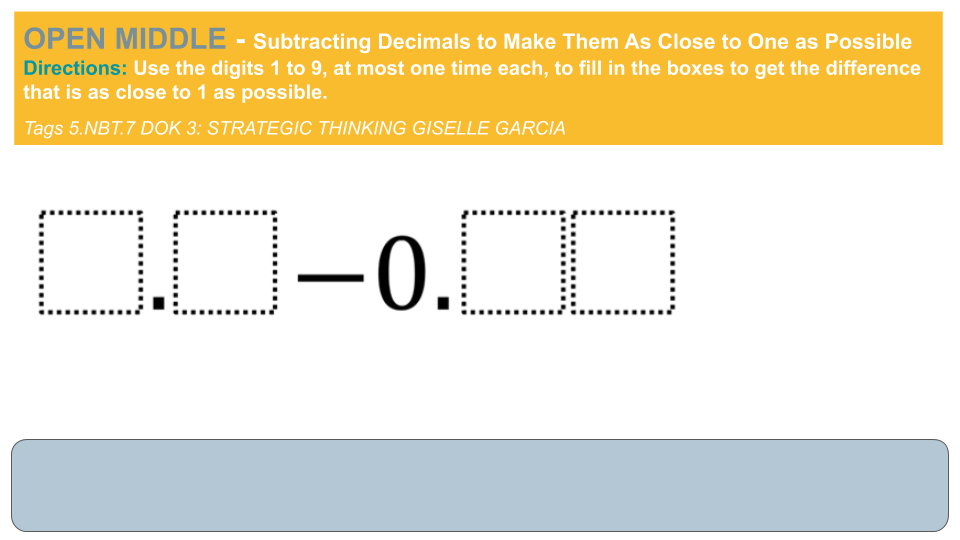 OPEN MIDDLE - Subtracting Decimals to Make Them As Close to One as Possible
Directions: Use the digits 1 to 9, at most one time each, to fill in the boxes to get the difference
that is as close to 1 as possible.
Tags 5.NBT.7 DOK 3: STRATEGIC THINKING GISELLE GARCIA
. −0.